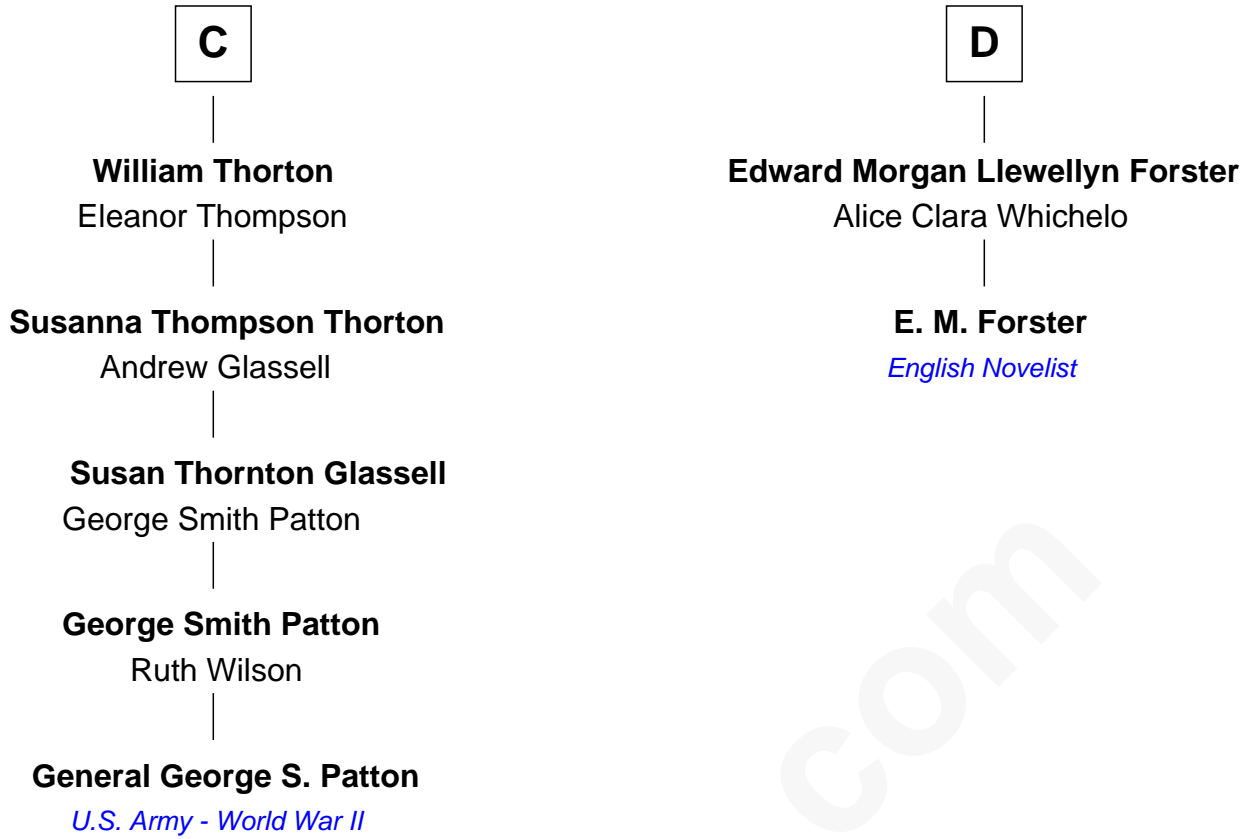 C
William Thorton
Eleanor Thompson
Susanna Thompson Thorton
Andrew Glassell
Susan Thornton Glassell
George Smith Patton
George Smith Patton
Ruth Wilson
General George S. Patton
U.S. Army - World War II
D
Edward Morgan Llewellyn Forster
Alice Clara Whichelo
E. M. Forster
English Novelist
com